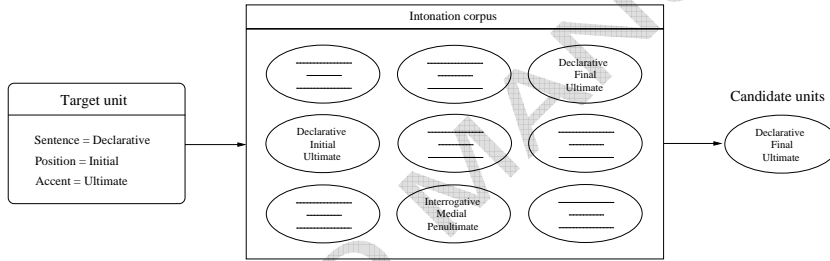 Intonation corpus
Declarative
Final
Ultimate
Target unit
Sentence = Declarative
Position = Initial
Accent = Ultimate
Declarative
Initial
Ultimate
Candidate units
Declarative
Final
Ultimate
Interrogative
Medial
Penultimate